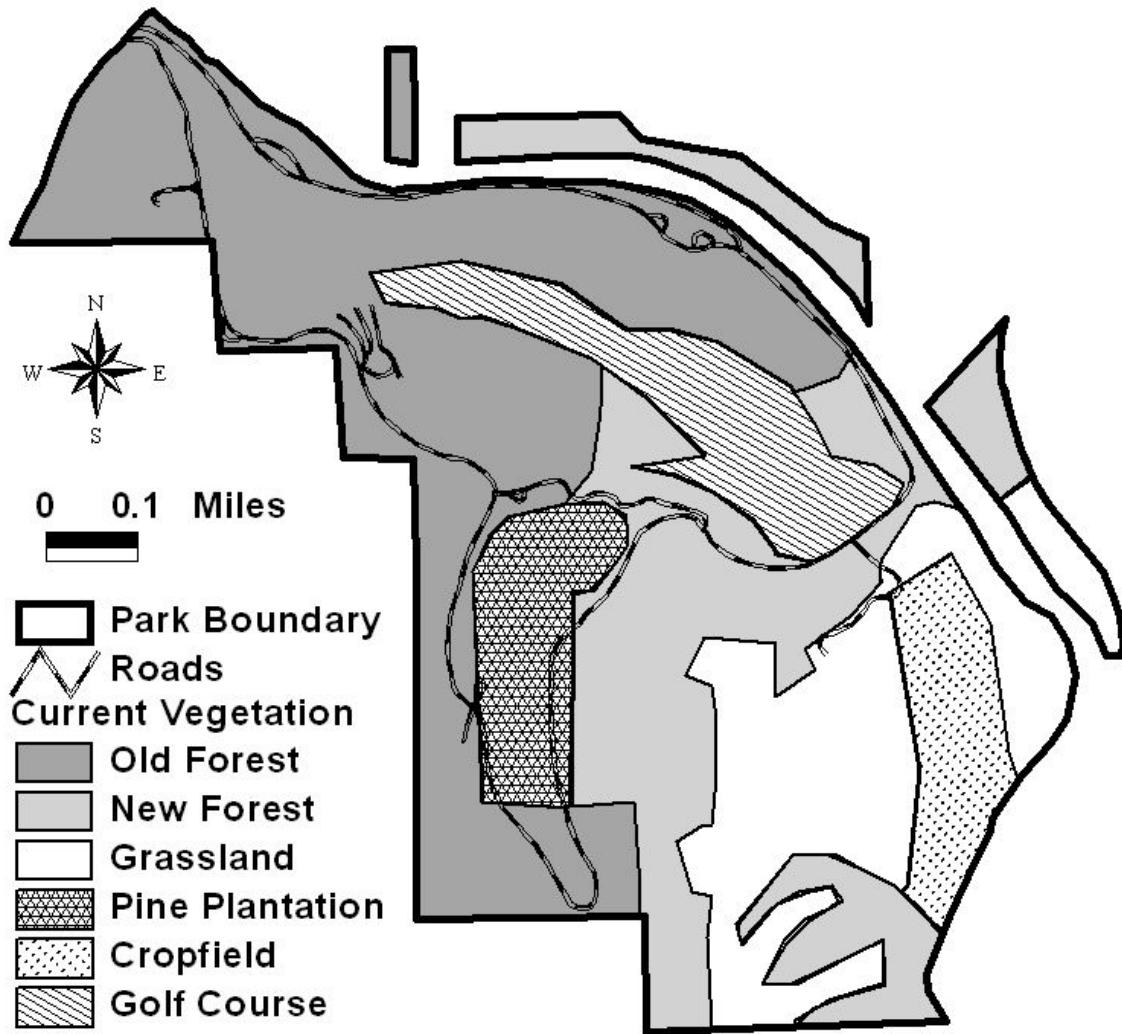 N
W E
S
0 0.1 Miles
Park Boundary
Roads
Current Vegetation
Old Forest
New Forest
Grassland
Pine Plantation
Cropfield
Golf Course